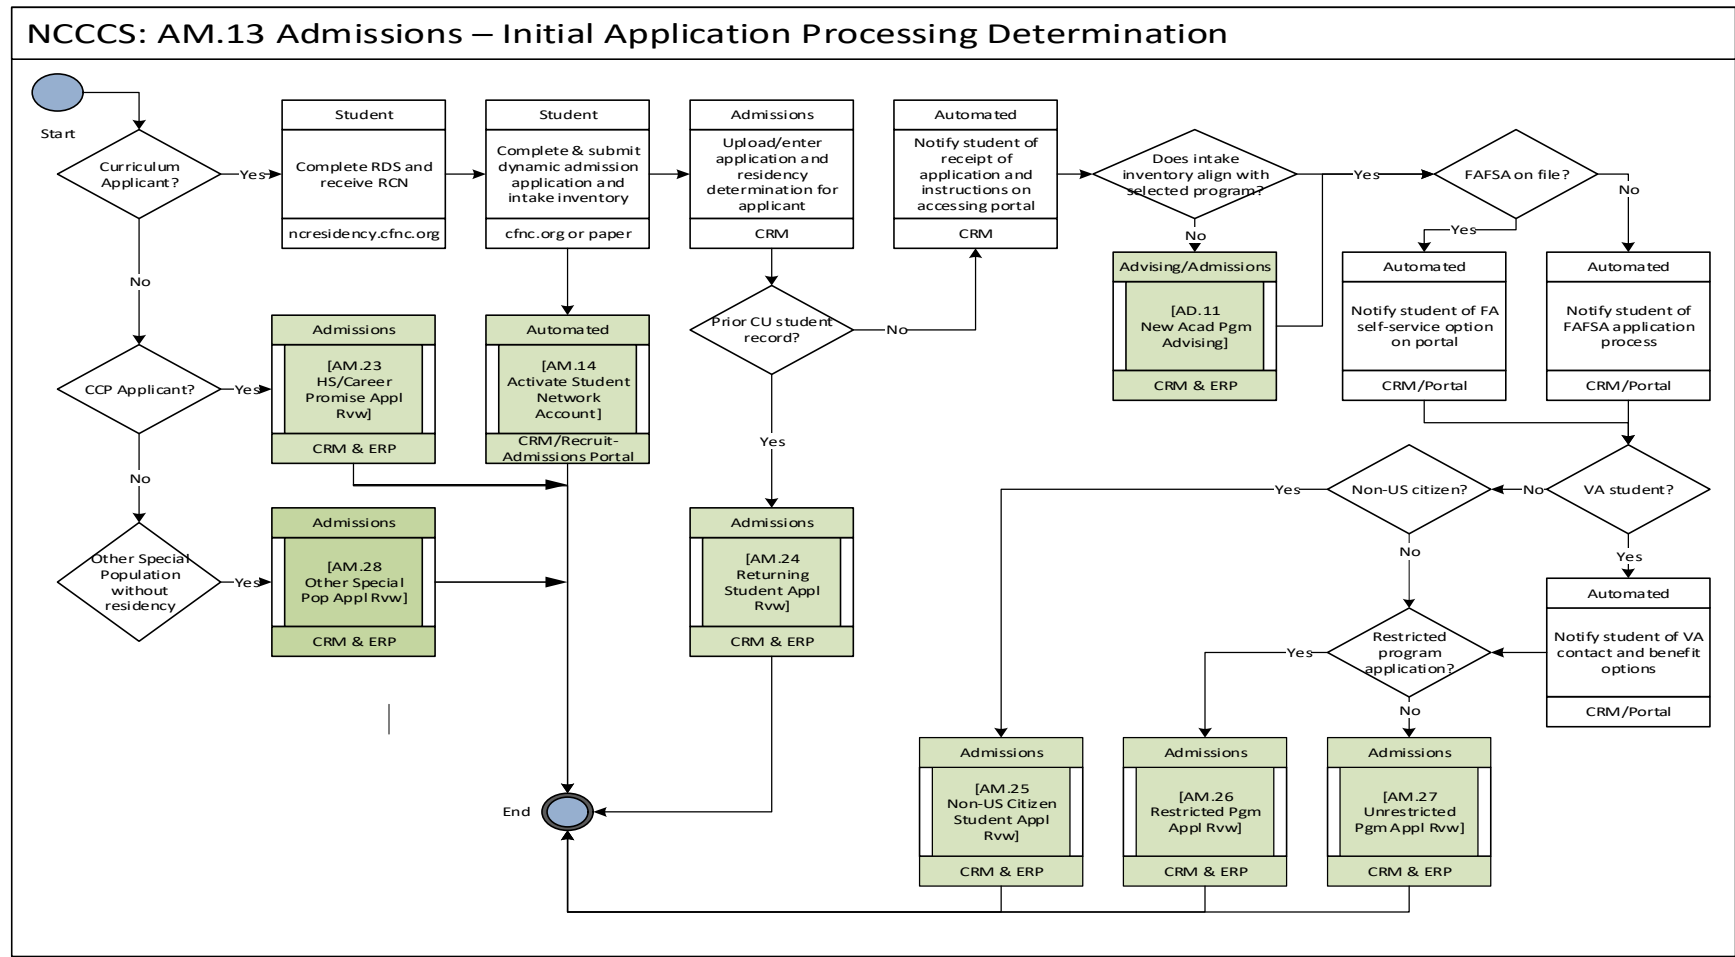 NCCCS: AM.13 Admissions – Initial Application Processing Determination
Start
Curriculum
Applicant?
Yes
No
Student
Complete RDS and
receive RCN
ncresidency.cfnc.org
Student
Complete & submit
dynamic admission
application and
intake inventory
cfnc.org or paper
Admissions
Upload/enter
application and
residency
determination for
applicant
CRM
Automated
Notify student of
receipt of
application and
instructions on
accessing portal
CRM
Does intake
inventory align with
selected program?
Yes
No
FAFSA on file?
No
Yes
Advising/Admissions
[AD.11
New Acad Pgm
Advising]
CRM & ERP
Automated
Notify student of FA
self-service option
on portal
CRM/Portal
Automated
Notify student of
FAFSA application
process
CRM/Portal
Prior CU student
record?
No
Yes
CCP Applicant?
Yes
No
Admissions
[AM.23
HS/Career
Promise Appl
Rvw]
CRM & ERP
Automated
[AM.14
Activate Student
Network
Account]
CRM/Recruit-
Admissions Portal
Other Special
Population
without
residency
Yes
Admissions
[AM.28
Other Special
Pop Appl Rvw]
CRM & ERP
Admissions
[AM.24
Returning
Student Appl
Rvw]
CRM & ERP
Yes
Non-US citizen?
No
VA student?
No
Yes
Automated
Notify student of VA
contact and benefit
options
CRM/Portal
Restricted
program
application?
Yes
No
Admissions
[AM.25
Non-US Citizen
Student Appl
Rvw]
CRM & ERP
Admissions
[AM.26
Restricted Pgm
Appl Rvw]
CRM & ERP
Admissions
[AM.27
Unrestricted
Pgm Appl Rvw]
CRM & ERP
End